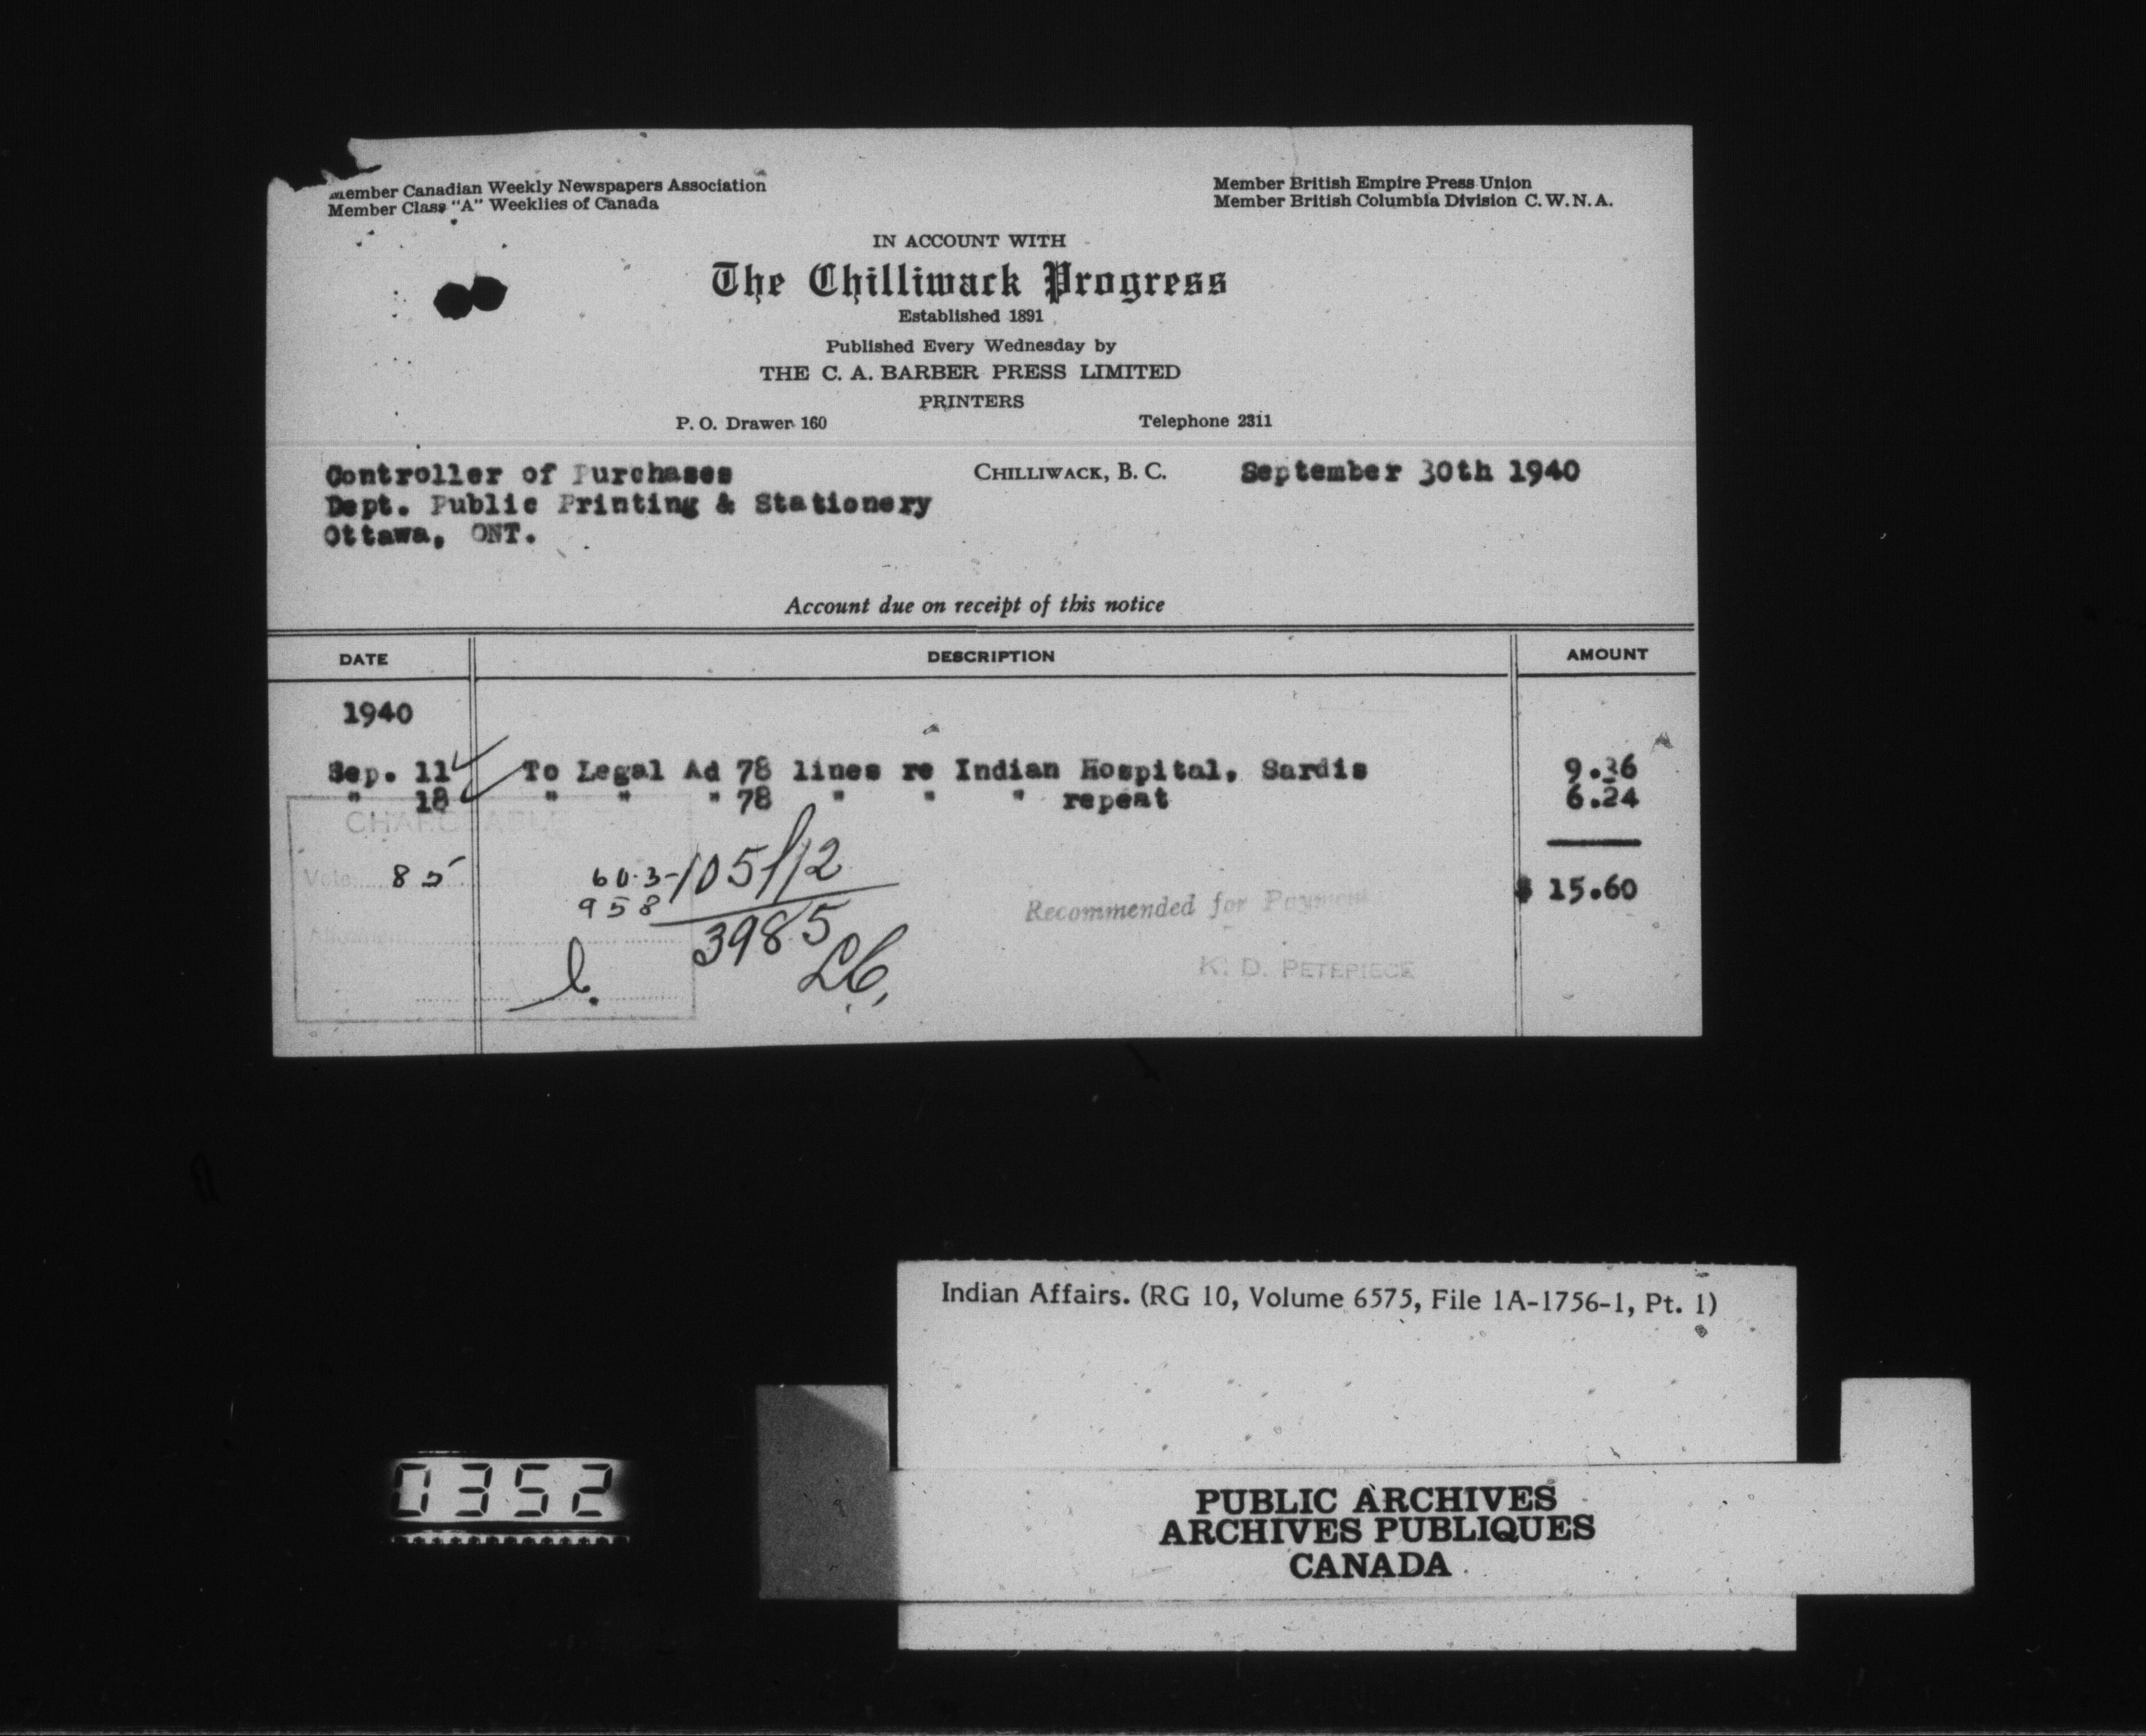 Member Canadian Weekly Newspapers Association
Member Class "A" Weeklies of Canada
Member British Empire Press Union
Member British Columbia Division C. W. N. A.
IN ACCOUNT WITH
The Chilliwack Progress
Established 1891
Published Every Wednesday by
THE C. A. BARBER PRESS LIMITED
PRINTERS
P. O. Drawer 160 Telephone 2311
Controller of Purchases
Dept. Public Printing & Stationery
Ottawa, ONT.
CHILLIWACK, B. C. September 30th 1940
Account due on receipt of this notice
DATE DESCRIPTION AMOUNT
1940
Sep. 11 To Legal Ad 78 lines re Indian Hospital, Sardis 9.36
" 18 " " " 78 " " " repeat 6.24
CHARGEABLE
Vote 85
60-3-105/12
958
3985
$ 15.60
Recommended for Payment
K. D. PETEPIECE
Indian Affairs. (RG 10, Volume 6575, File 1A-1756-1, Pt. 1)
0352
PUBLIC ARCHIVES
ARCHIVES PUBLIQUES
CANADA